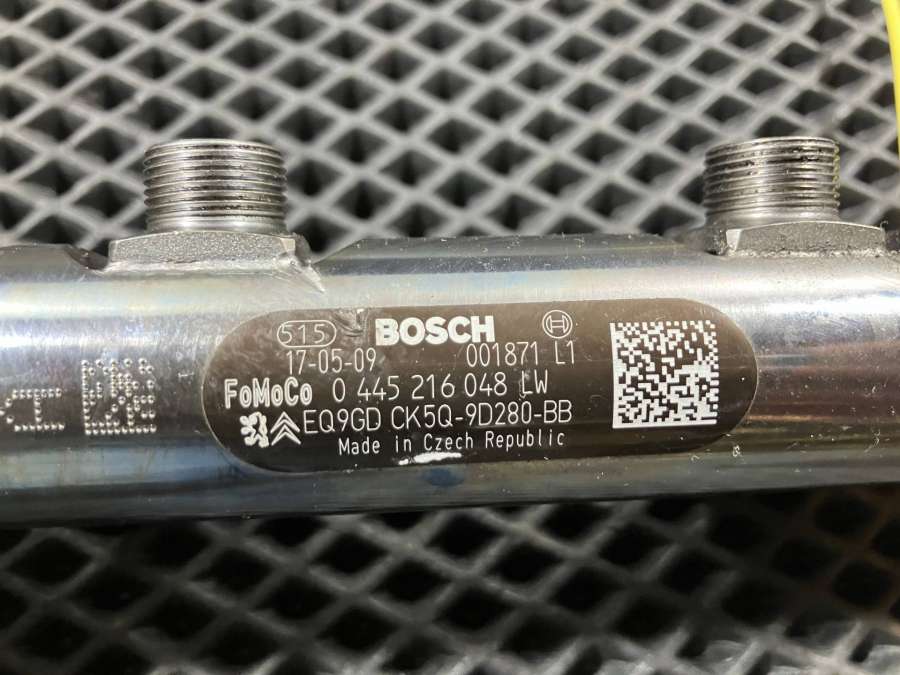 515 BOSCH
17-05-09 001871 L1
FoMoCo 0 445 216 048 LW
EQ9GD CK5Q-9D280-BB
Made in Czech Republic